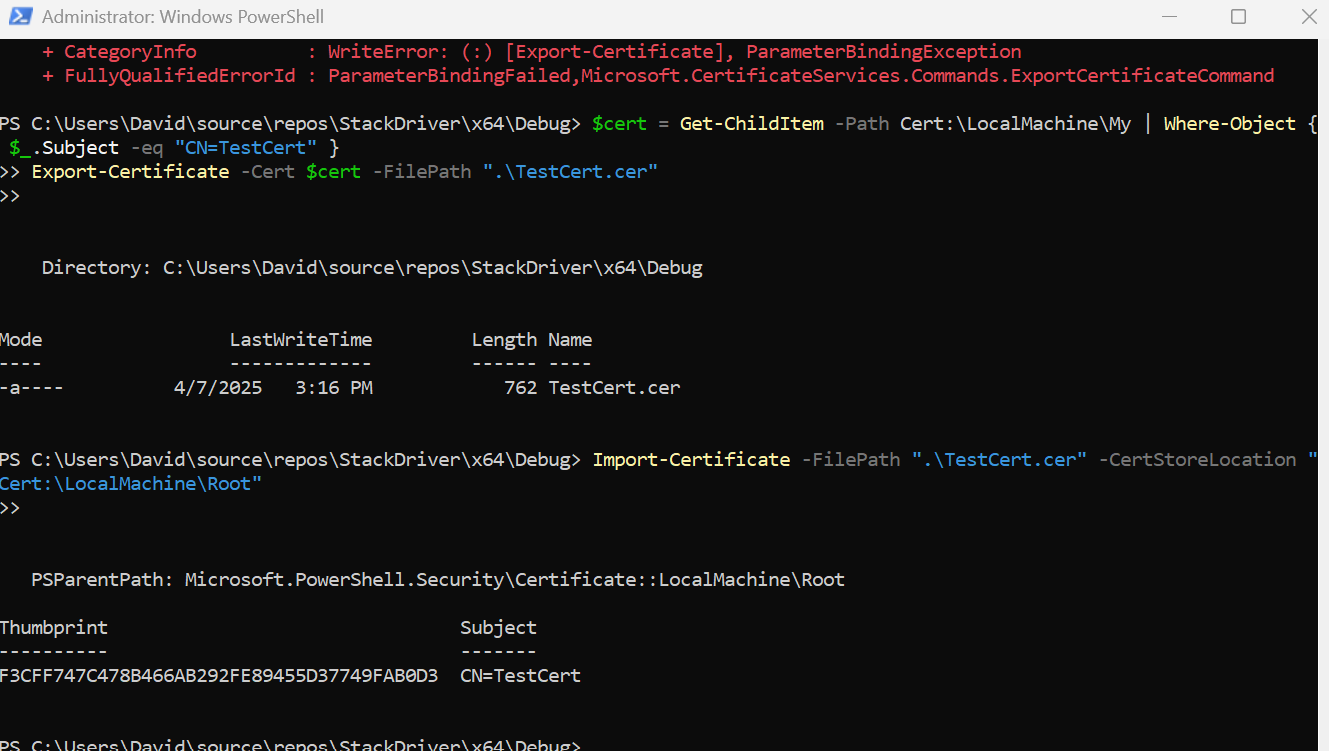 Administrator: Windows PowerShell
+ CategoryInfo : WriteError: (:) [Export-Certificate], ParameterBindingException
+ FullyQualifiedErrorId : ParameterBindingFailed,Microsoft.CertificateServices.Commands.ExportCertificateCommand
PS C:\Users\David\source\repos\StackDriver\x64\Debug> $cert = Get-ChildItem -Path Cert:\LocalMachine\My | Where-Object {
$_.Subject -eq "CN=TestCert" }
>> Export-Certificate -Cert $cert -FilePath ".\TestCert.cer"
>>
Directory: C:\Users\David\source\repos\StackDriver\x64\Debug
Mode LastWriteTime Length Name
---- ------------- ------ ----
-a---- 4/7/2025 3:16 PM 762 TestCert.cer
PS C:\Users\David\source\repos\StackDriver\x64\Debug> Import-Certificate -FilePath ".\TestCert.cer" -CertStoreLocation "
Cert:\LocalMachine\Root"
>>
PSParentPath: Microsoft.PowerShell.Security\Certificate::LocalMachine\Root
Thumbprint Subject
---------- -------
F3CFF747C478B466AB292FE89455D37749FAB0D3 CN=TestCert
PS C:\Users\David\source\repos\StackDriver\x64\Debug>